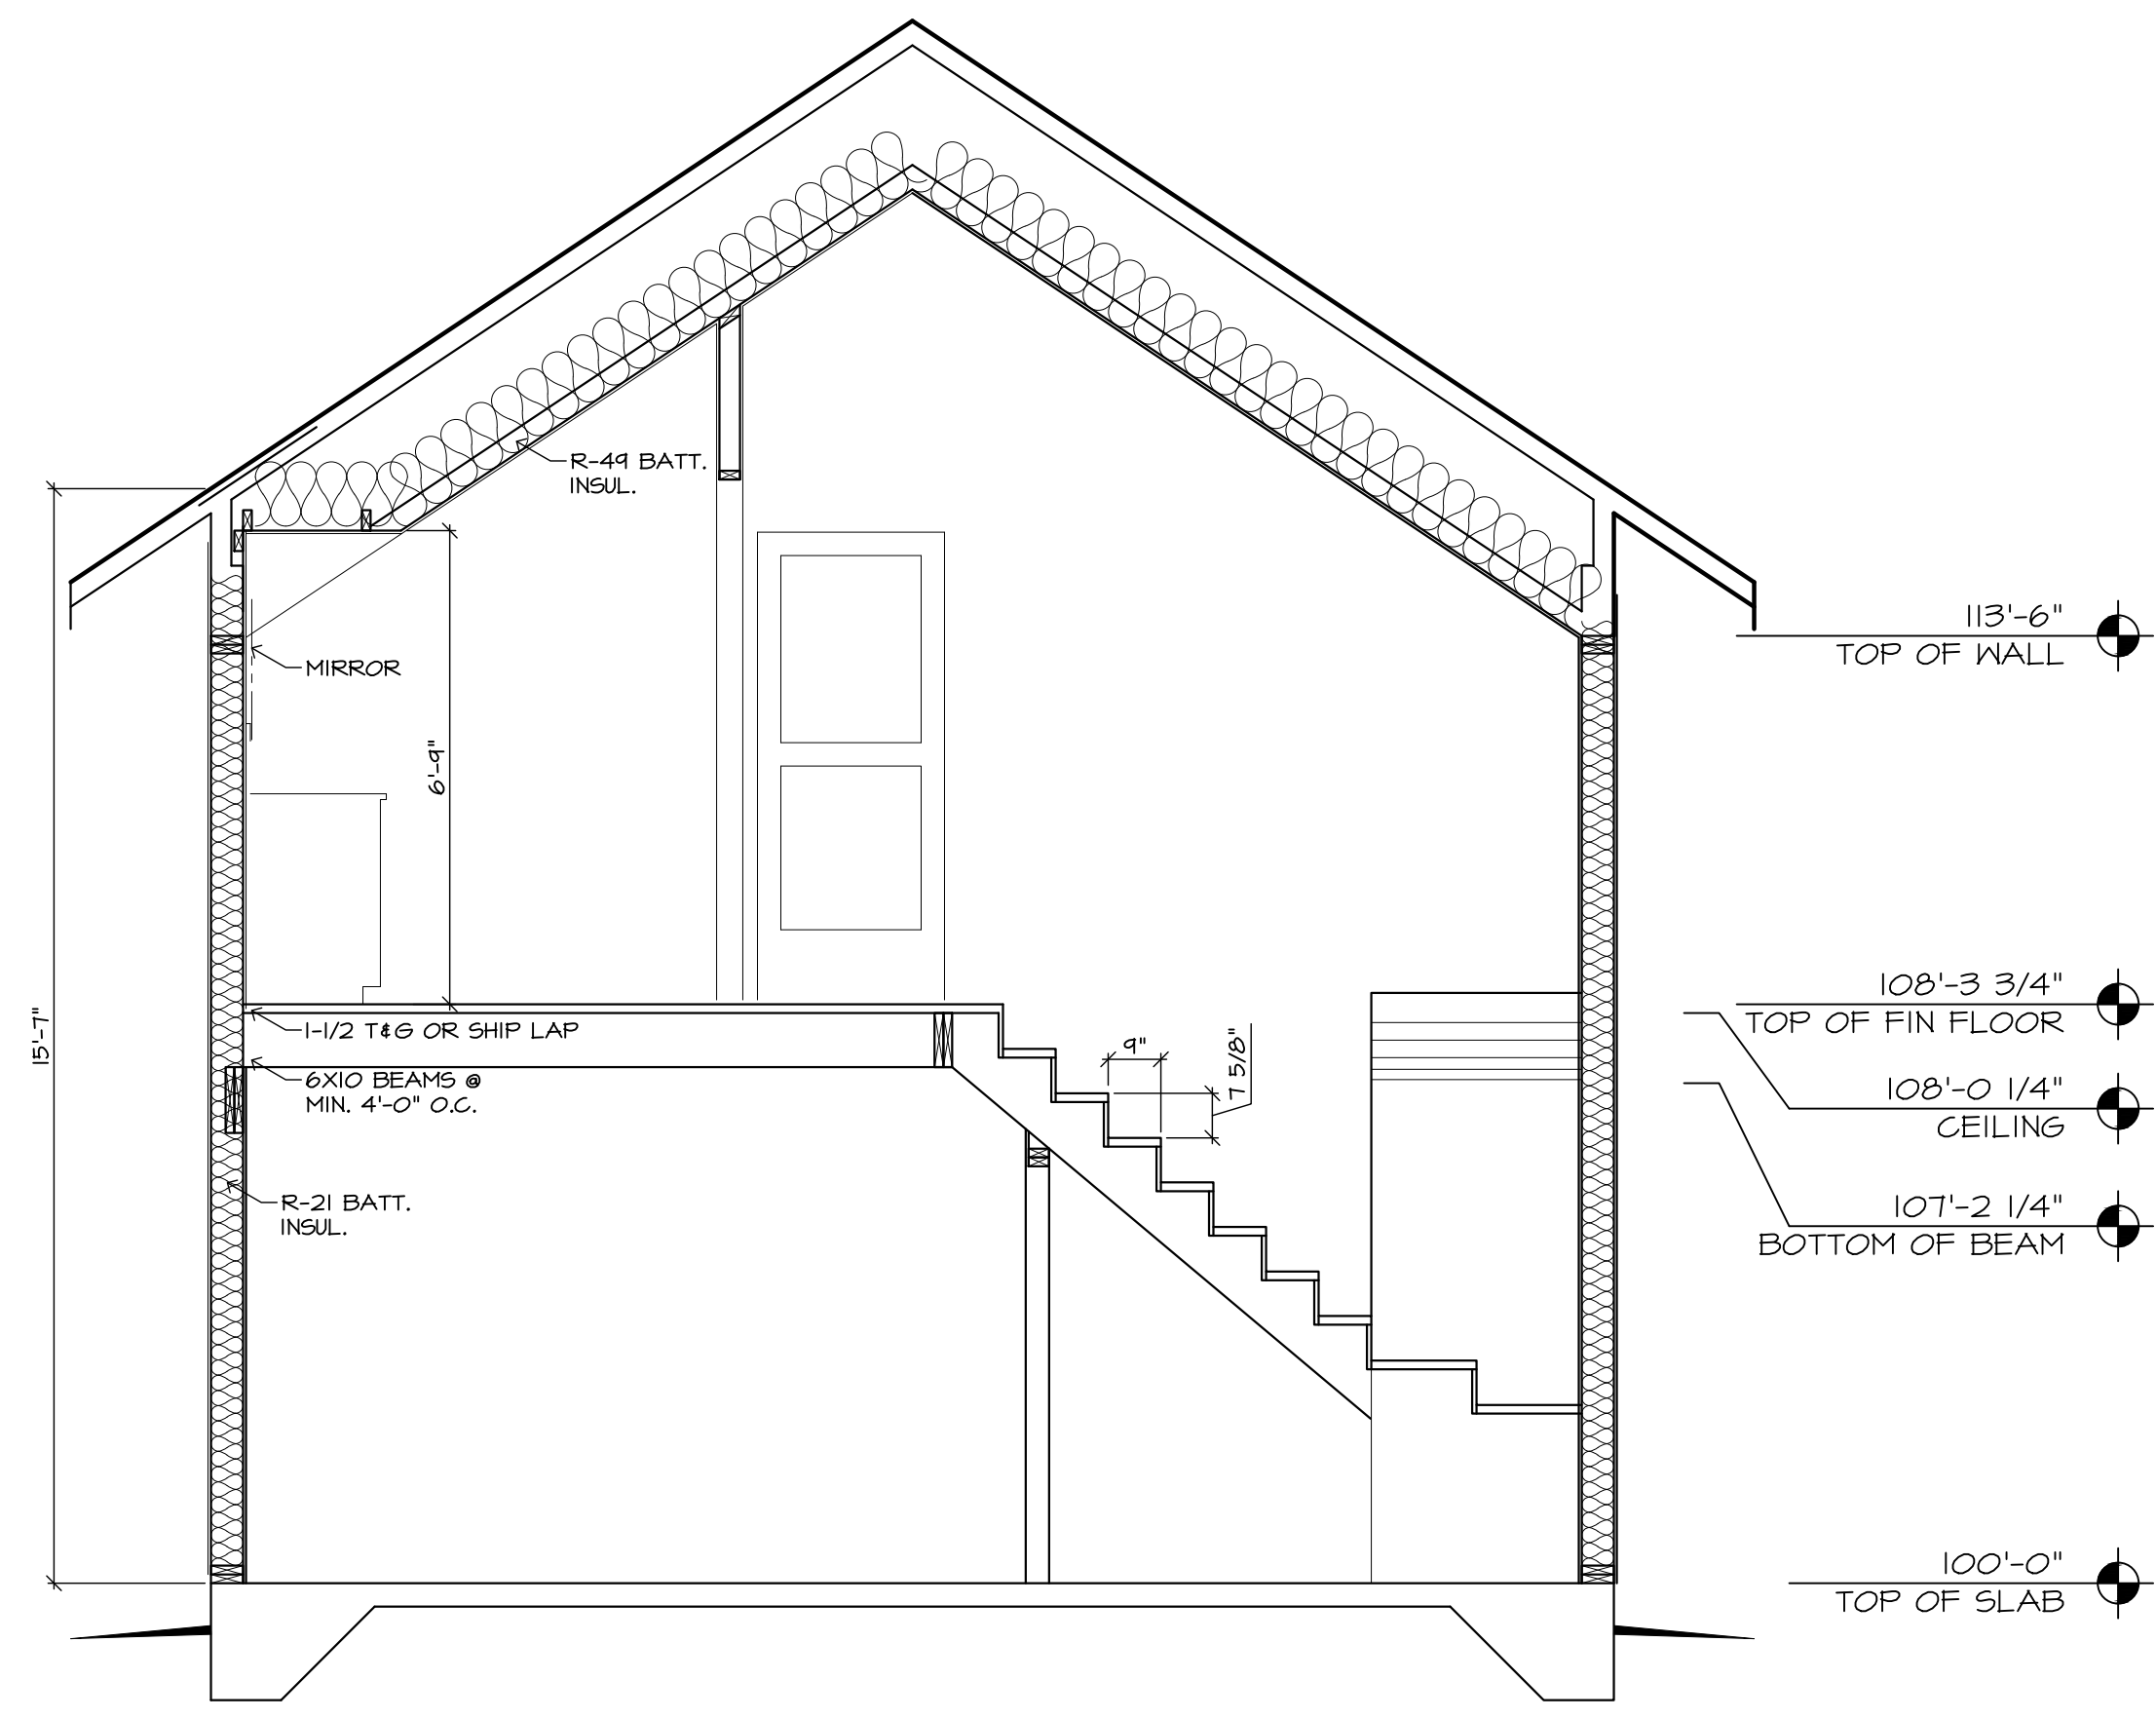 R-49 BATT.
INSUL.
113'-6"
TOP OF WALL
MIRROR
6'-9"
15'-7"
108'-3 3/4"
TOP OF FIN FLOOR
1-1/2 T&G OR SHIP LAP
9"
7 5/8"
6X10 BEAMS @
MIN. 4'-0" O.C.
108'-0 1/4"
CEILING
R-21 BATT.
INSUL.
107'-2 1/4"
BOTTOM OF BEAM
100'-0"
TOP OF SLAB